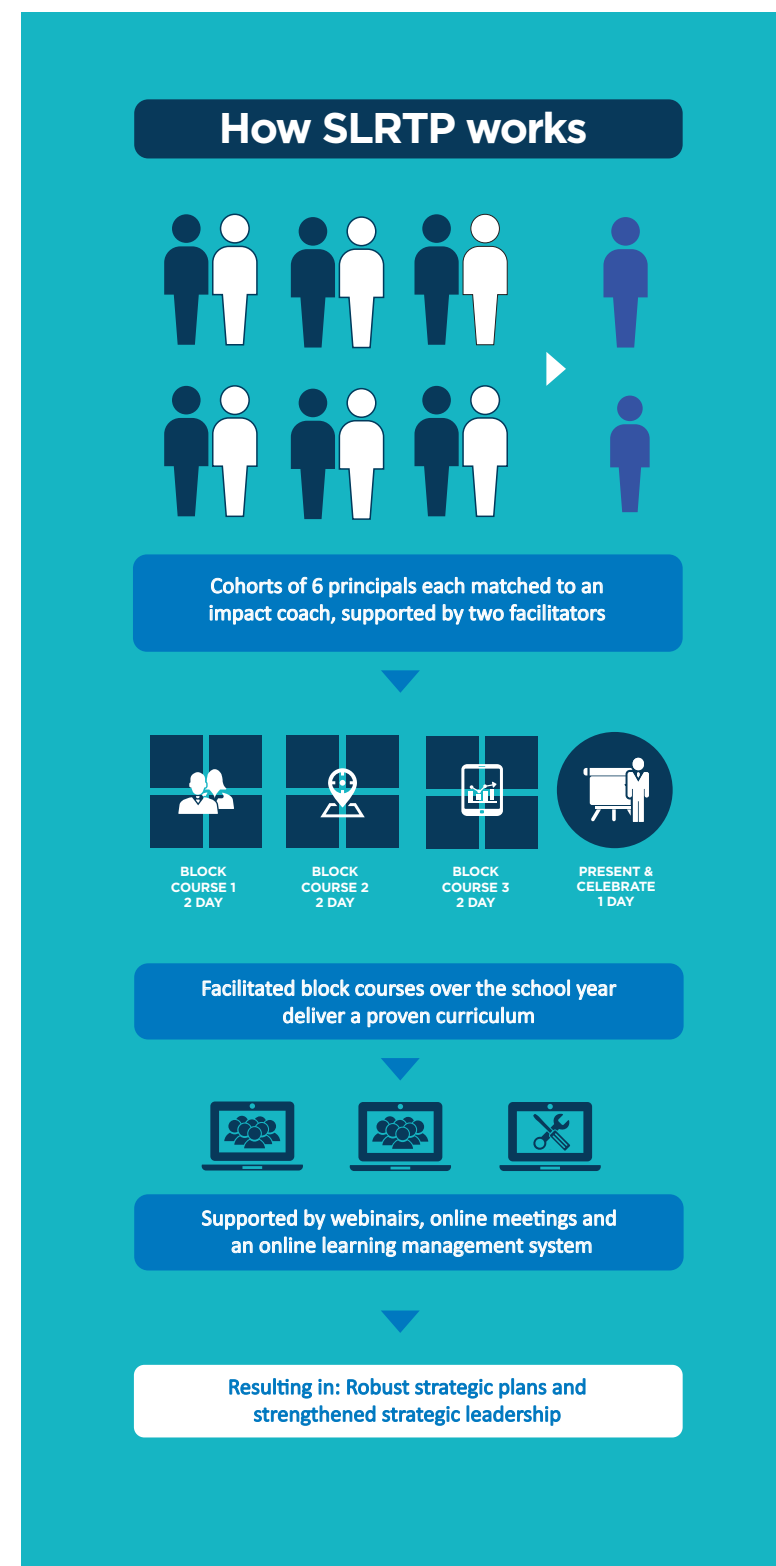 How SLRTP works
Cohorts of 6 principals each matched to an
impact coach, supported by two facilitators
BLOCK
COURSE 1
2 DAY
BLOCK
COURSE 2
2 DAY
BLOCK
COURSE 3
2 DAY
PRESENT &
CELEBRATE
1 DAY
Facilitated block courses over the school year
deliver a proven curriculum
Supported by webinairs, online meetings and
an online learning management system
Resulting in: Robust strategic plans and
strengthened strategic leadership